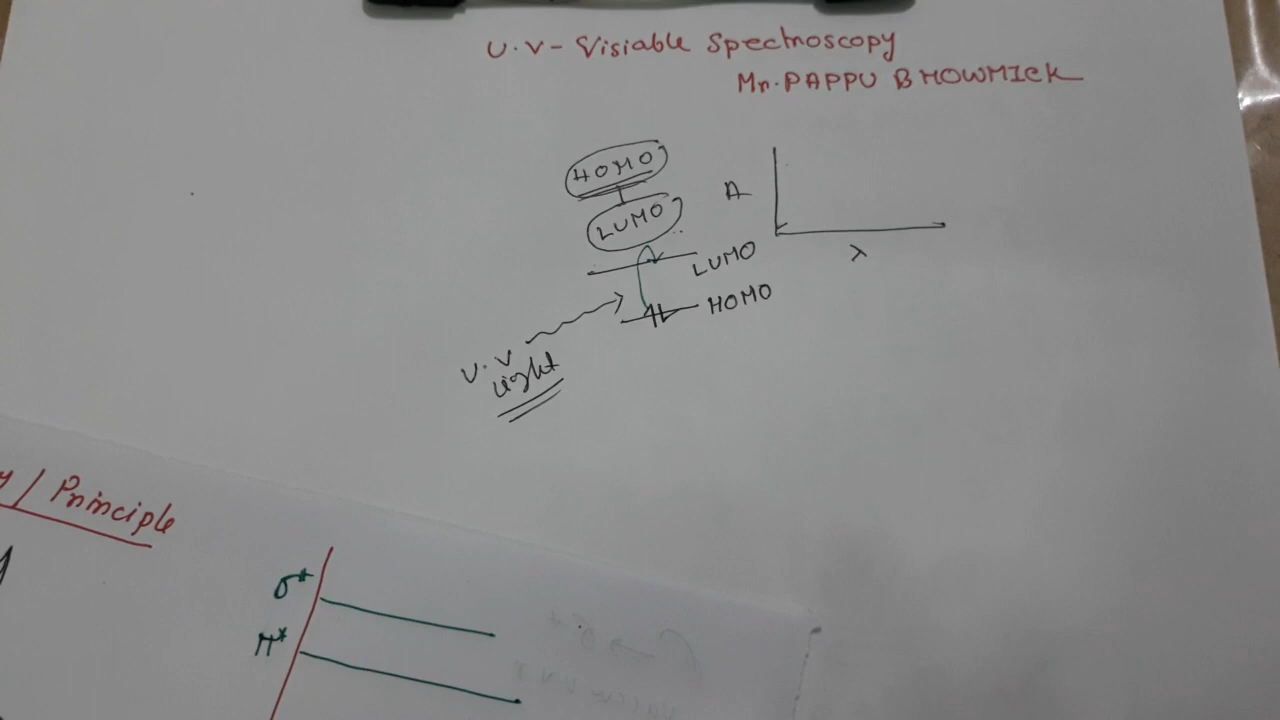 U.V- Visiable Spectroscopy
Mr. PAPPU BHOWMICK
HOMO
LUMO
A
λ
LUMO
HOMO
U.V
Light
y / Principle
σ*
π*